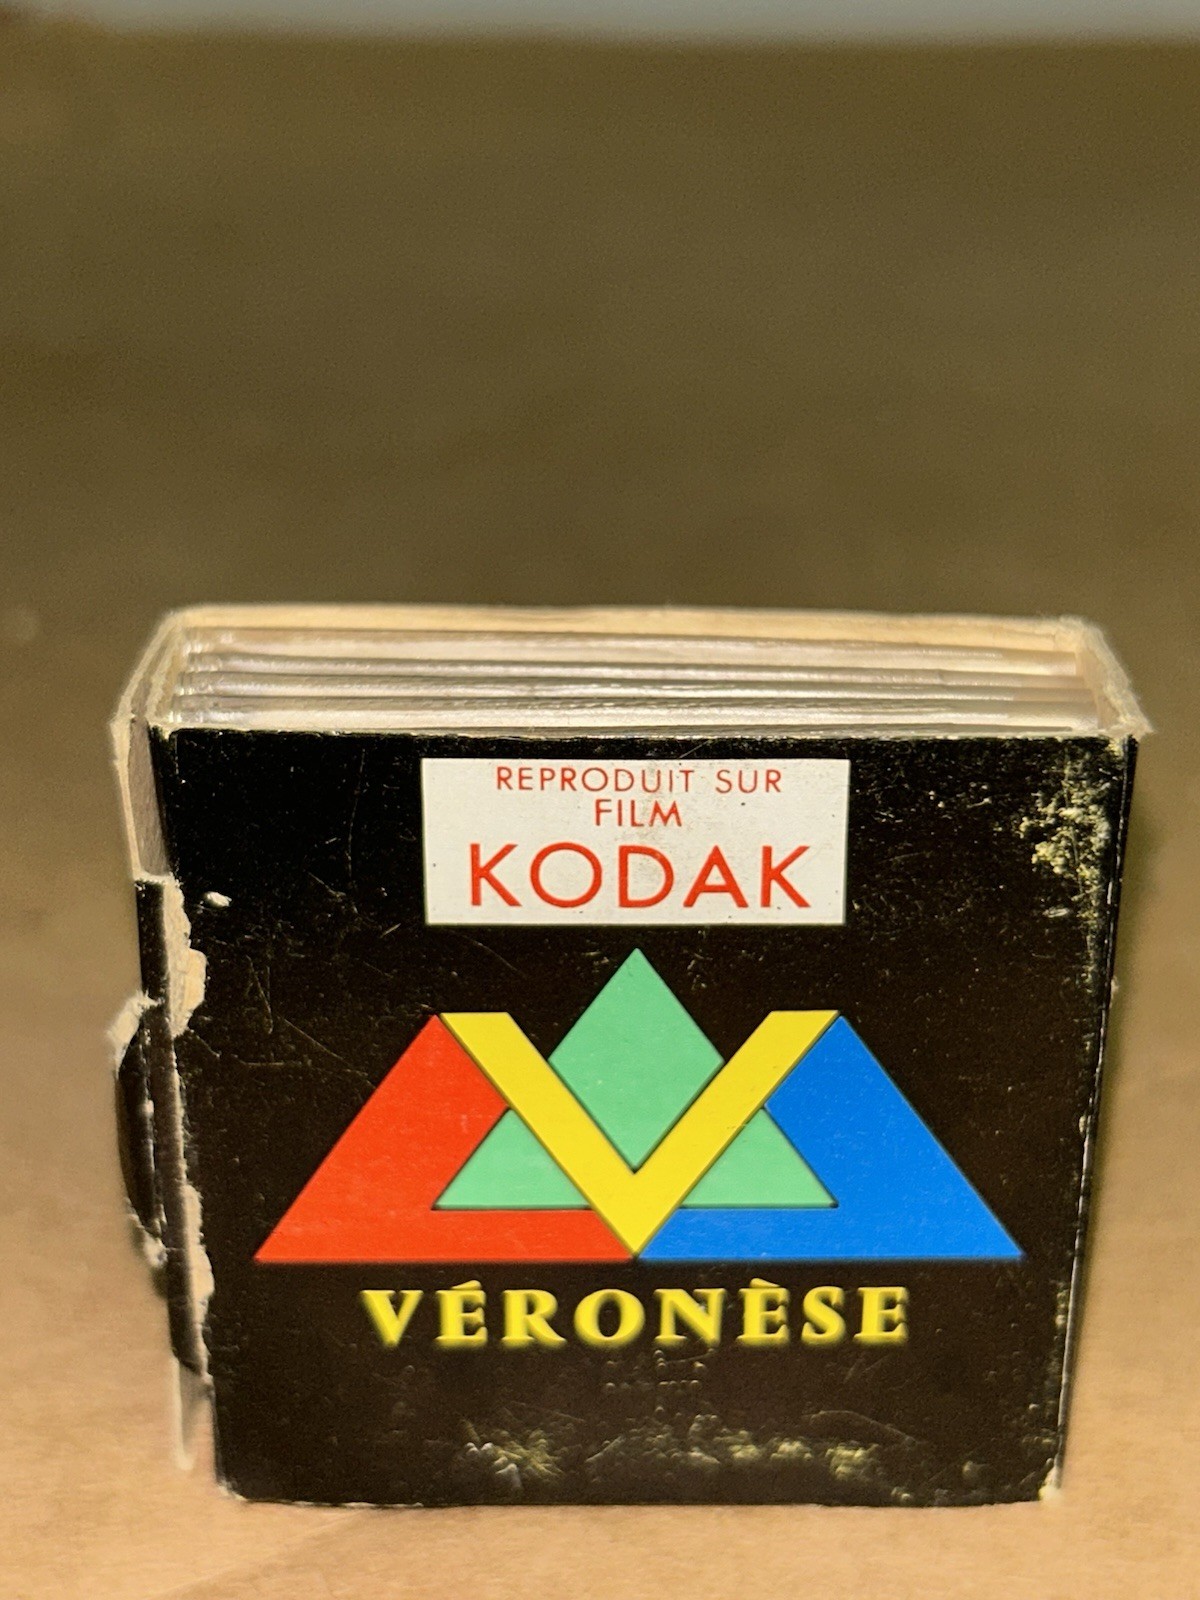 REPRODUIT SUR
FILM
KODAK
VÉRONÈSE